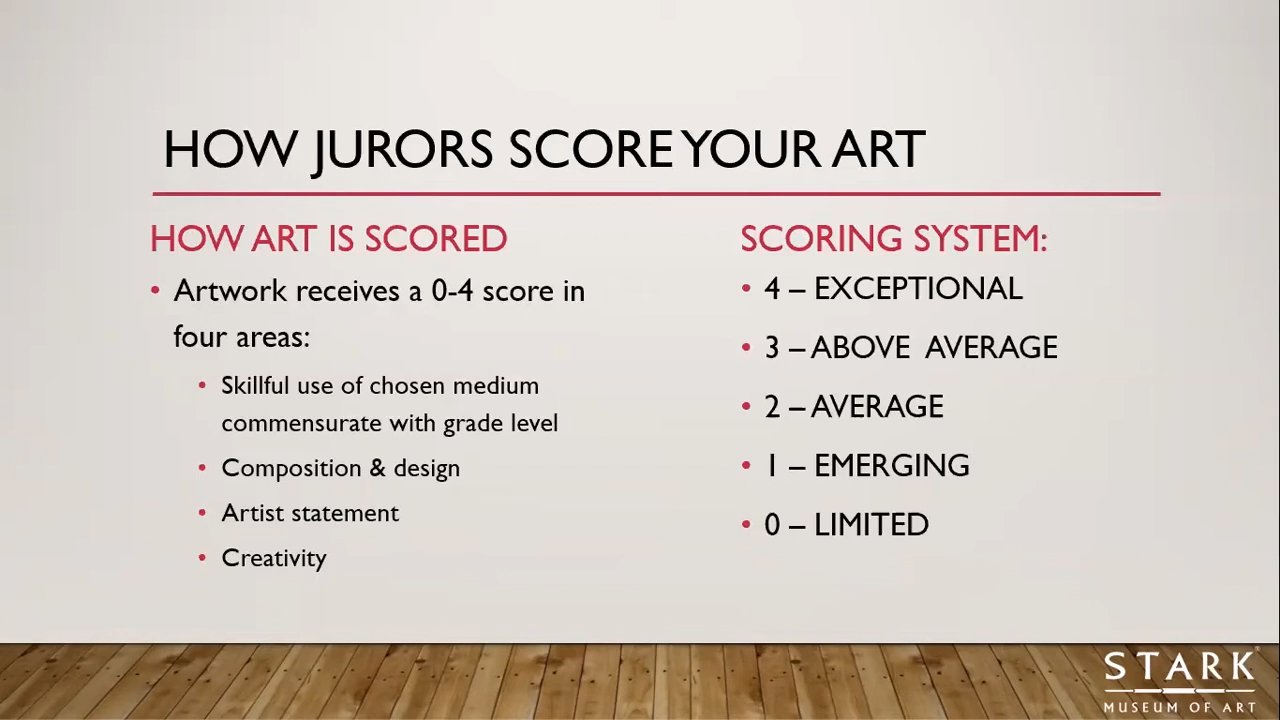 HOW JURORS SCORE YOUR ART
HOW ART IS SCORED
• Artwork receives a 0-4 score in
four areas:
• Skillful use of chosen medium
commensurate with grade level
• Composition & design
• Artist statement
• Creativity
SCORING SYSTEM:
• 4 – EXCEPTIONAL
• 3 – ABOVE AVERAGE
• 2 – AVERAGE
• 1 – EMERGING
• 0 – LIMITED
STARK
MUSEUM OF ART